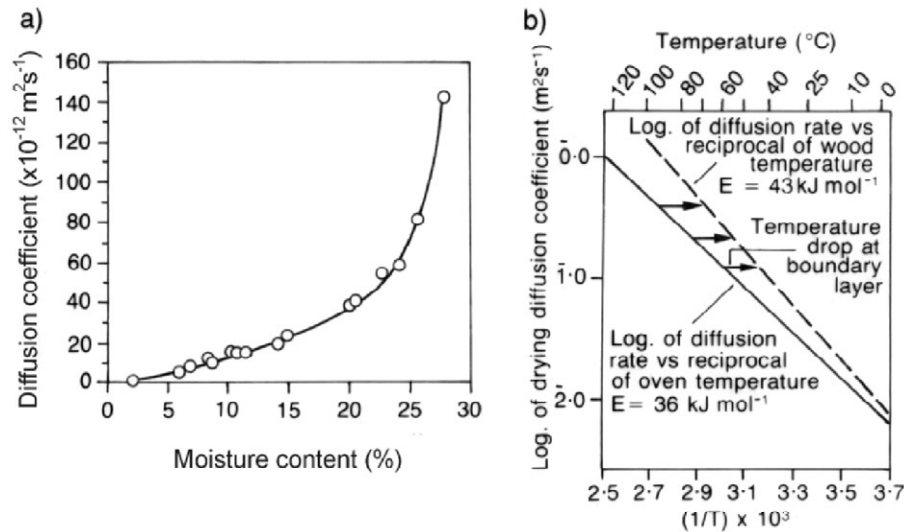 a)
Diffusion coefficient (x10⁻¹² m² s⁻¹)
160
140
120
100
80
60
40
20
0
0 5 10 15 20 25 30
Moisture content (%)
b)
Temperature (°C)
120 100 80 60 40 25 10 0
Log. of drying diffusion coefficient (m² s⁻¹)
0·0
1·0
2·0
Log. of diffusion rate vs
reciprocal of wood
temperature
E = 43 kJ mol⁻¹
Temperature
drop at
boundary
layer
Log. of diffusion
rate vs reciprocal
of oven temperature
E = 36 kJ mol⁻¹
2·5 2·7 2·9 3·1 3·3 3·5 3·7
(1/T) x 10³